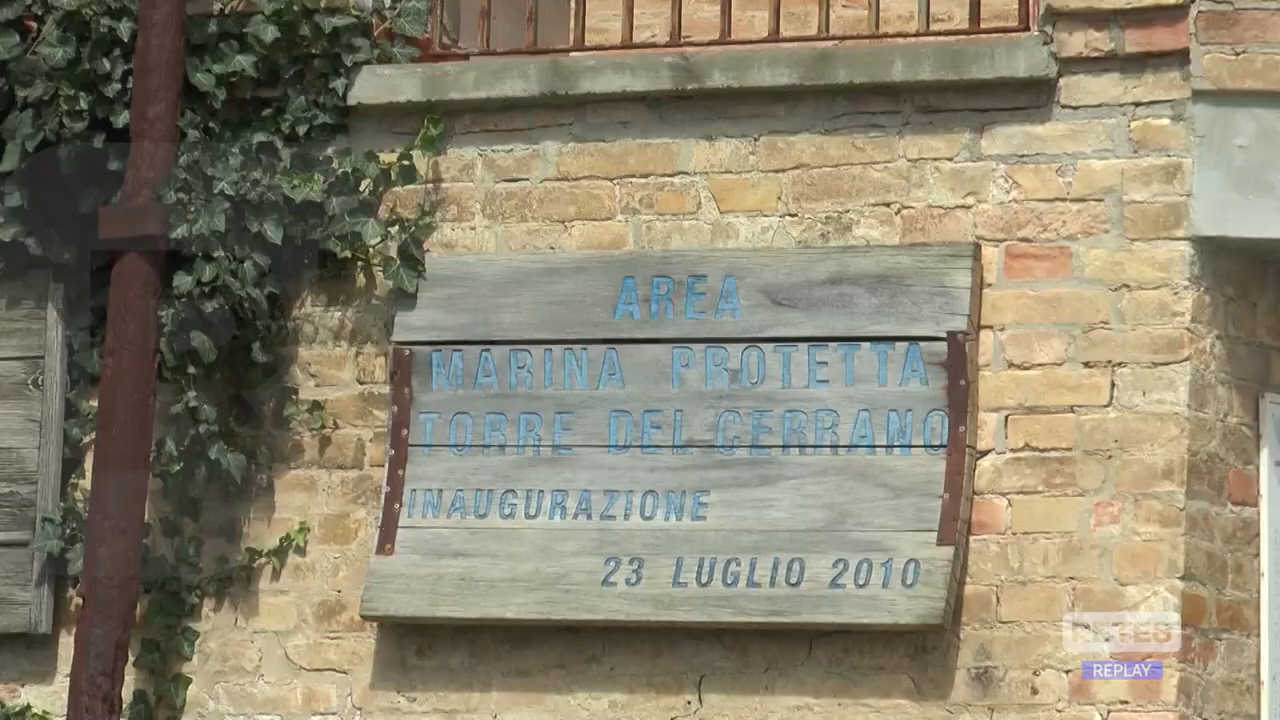 AREA
MARINA PROTETTA
TORRE DEL CERRANO
INAUGURAZIONE
23 LUGLIO 2010
REPLAY